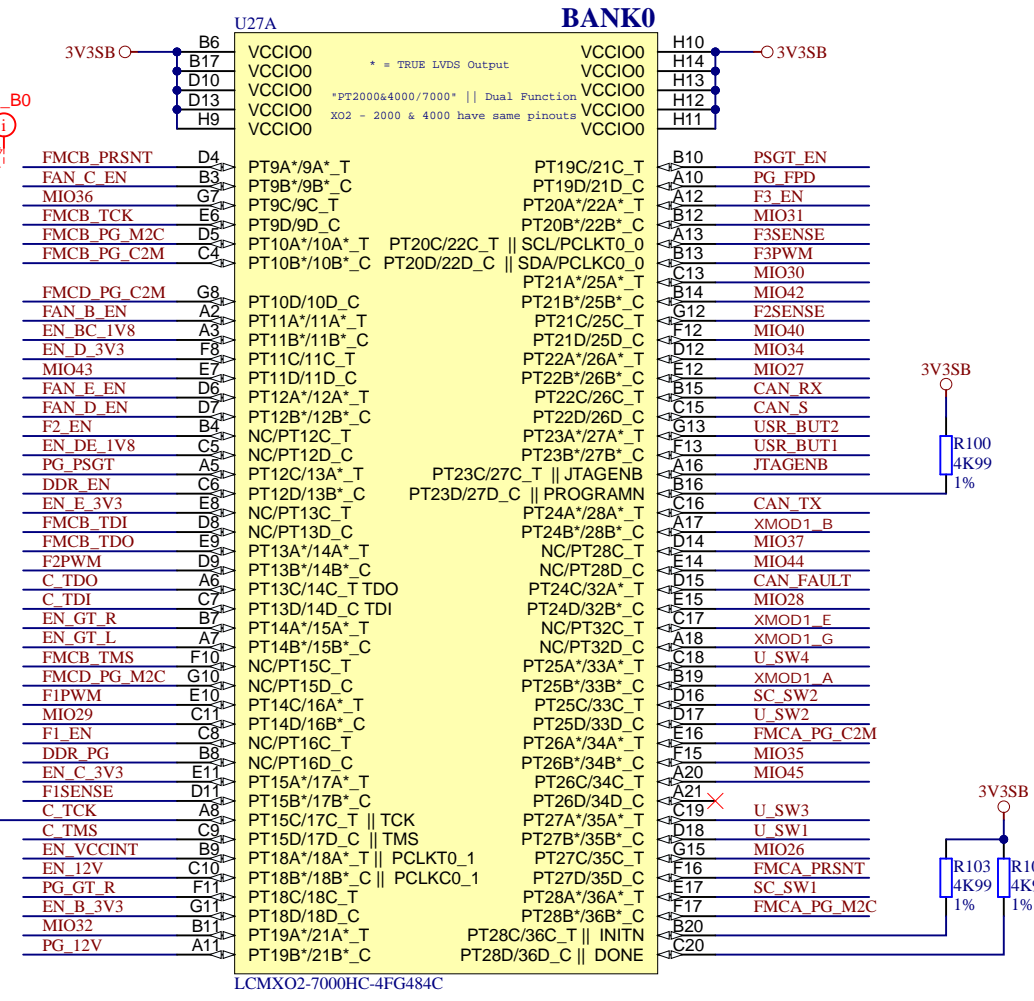 BANK0
U27A
3V3SB B6 VCCIO0 * = TRUE LVDS Output VCCIO0 H10 3V3SB
B17 VCCIO0 VCCIO0 H14
D10 VCCIO0 "PT2000&4000/7000" || Dual Function VCCIO0 H13
D13 VCCIO0 XO2 - 2000 & 4000 have same pinouts VCCIO0 H12
H9 VCCIO0 VCCIO0 H11
_B0
i
FMCB_PRSNT D4 PT9A*/9A*_T PT19C/21C_T B10 PSGT_EN
FAN_C_EN B3 PT9B*/9B*_C PT19D/21D_C A10 PG_FPD
MIO36 G7 PT9C/9C_T PT20A*/22A*_T A12 F3_EN
FMCB_TCK E6 PT9D/9D_C PT20B*/22B*_C B12 MIO31
FMCB_PG_M2C D5 PT10A*/10A*_T PT20C/22C_T || SCL/PCLKT0_0 A13 F3SENSE
FMCB_PG_C2M C4 PT10B*/10B*_C PT20D/22D_C || SDA/PCLKC0_0 B13 F3PWM
PT21A*/25A*_T C13 MIO30
FMCD_PG_C2M G8 PT10D/10D_C PT21B*/25B*_C B14 MIO42
FAN_B_EN A2 PT11A*/11A*_T PT21C/25C_T G12 F2SENSE
EN_BC_1V8 A3 PT11B*/11B*_C PT21D/25D_C F12 MIO40
EN_D_3V3 F8 PT11C/11C_T PT22A*/26A*_T D12 MIO34
MIO43 E7 PT11D/11D_C PT22B*/26B*_C E12 MIO27
FAN_E_EN D6 PT12A*/12A*_T PT22C/26C_T B15 CAN_RX
FAN_D_EN D7 PT12B*/12B*_C PT22D/26D_C C15 CAN_S
F2_EN B4 NC/PT12C_T PT23A*/27A*_T G13 USR_BUT2
EN_DE_1V8 C5 NC/PT12D_C PT23B*/27B*_C F13 USR_BUT1
PG_PSGT A5 PT12C/13A*_T PT23C/27C_T || JTAGENB A16 JTAGENB
DDR_EN C6 PT12D/13B*_C PT23D/27D_C || PROGRAMN B16
3V3SB
R100
4K99
1%
EN_E_3V3 E8 NC/PT13C_T PT24A*/28A*_T C16 CAN_TX
FMCB_TDI D8 NC/PT13D_C PT24B*/28B*_C A17 XMOD1_B
FMCB_TDO E9 PT13A*/14A*_T NC/PT28C_T D14 MIO37
F2PWM D9 PT13B*/14B*_C NC/PT28D_C E14 MIO44
C_TDO A6 PT13C/14C_T TDO PT24C/32A*_T D15 CAN_FAULT
C_TDI C7 PT13D/14D_C TDI PT24D/32B*_C E15 MIO28
EN_GT_R B7 PT14A*/15A*_T NC/PT32C_T C17 XMOD1_E
EN_GT_L A7 PT14B*/15B*_C NC/PT32D_C A18 XMOD1_G
FMCB_TMS F10 NC/PT15C_T PT25A*/33A*_T C18 U_SW4
FMCD_PG_M2C G10 NC/PT15D_C PT25B*/33B*_C B19 XMOD1_A
F1PWM E10 PT14C/16A*_T PT25C/33C_T D16 SC_SW2
MIO29 C11 PT14D/16B*_C PT25D/33D_C D17 U_SW2
F1_EN C8 NC/PT16C_T PT26A*/34A*_T E16 FMCA_PG_C2M
DDR_PG B8 NC/PT16D_C PT26B*/34B*_C F15 MIO35
EN_C_3V3 E11 PT15A*/17A*_T PT26C/34C_T A20 MIO45
F1SENSE D11 PT15B*/17B*_C PT26D/34D_C A21
C_TCK A8 PT15C/17C_T || TCK PT27A*/35A*_T C19 U_SW3
C_TMS C9 PT15D/17D_C || TMS PT27B*/35B*_C D18 U_SW1
EN_VCCINT B9 PT18A*/18A*_T || PCLKT0_1 PT27C/35C_T G15 MIO26
EN_12V C10 PT18B*/18B*_C || PCLKC0_1 PT27D/35D_C F16 FMCA_PRSNT
PG_GT_R F11 PT18C/18C_T PT28A*/36A*_T E17 SC_SW1
EN_B_3V3 G11 PT18D/18D_C PT28B*/36B*_C F17 FMCA_PG_M2C
MIO32 B11 PT19A*/21A*_T PT28C/36C_T || INITN B20
PG_12V A11 PT19B*/21B*_C PT28D/36D_C || DONE C20
3V3SB
R103 R10
4K99 4K9
1% 1%
LCMXO2-7000HC-4FG484C